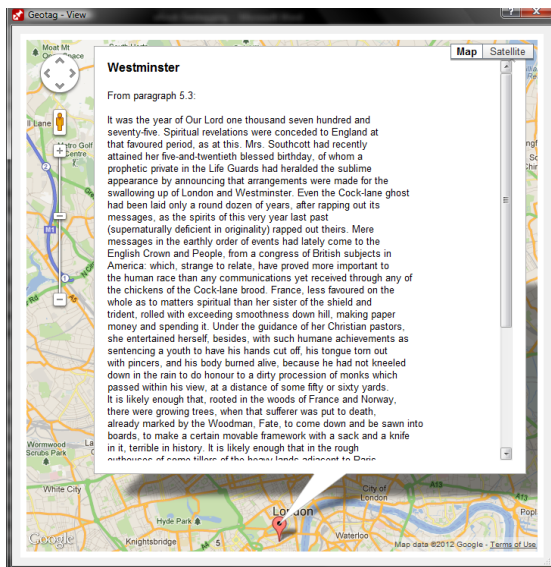 Geotag - View
Moat Mt
Map Satellite
Westminster
From paragraph 5.3:
It was the year of Our Lord one thousand seven hundred and
seventy-five. Spiritual revelations were conceded to England at
that favoured period, as at this. Mrs. Southcott had recently
attained her five-and-twentieth blessed birthday, of whom a
prophetic private in the Life Guards had heralded the sublime
appearance by announcing that arrangements were made for the
swallowing up of London and Westminster. Even the Cock-lane ghost
had been laid only a round dozen of years, after rapping out its
messages, as the spirits of this very year last past
(supernaturally deficient in originality) rapped out theirs. Mere
messages in the earthly order of events had lately come to the
English Crown and People, from a congress of British subjects in
America: which, strange to relate, have proved more important to
the human race than any communications yet received through any of
the chickens of the Cock-lane brood. France, less favoured on the
whole as to matters spiritual than her sister of the shield and
trident, rolled with exceeding smoothness down hill, making paper
money and spending it. Under the guidance of her Christian pastors,
she entertained herself, besides, with such humane achievements as
sentencing a youth to have his hands cut off, his tongue torn out
with pincers, and his body burned alive, because he had not kneeled
down in the rain to do honour to a dirty procession of monks which
passed within his view, at a distance of some fifty or sixty yards.
It is likely enough that, rooted in the woods of France and Norway,
there were growing trees, when that sufferer was put to death,
already marked by the Woodman, Fate, to come down and be sawn into
boards, to make a certain movable framework with a sack and a knife
in it, terrible in history. It is likely enough that in the rough
outhouses of some tillers of the heavy lands adjacent to Paris
Golf
Centre
M1
Wormwood
Scrubs Park
White City
City of
London
A13
A13
London
Hyde Park
Knightsbridge
Waterloo
Google
Map data ©2012 Google - Terms of Use